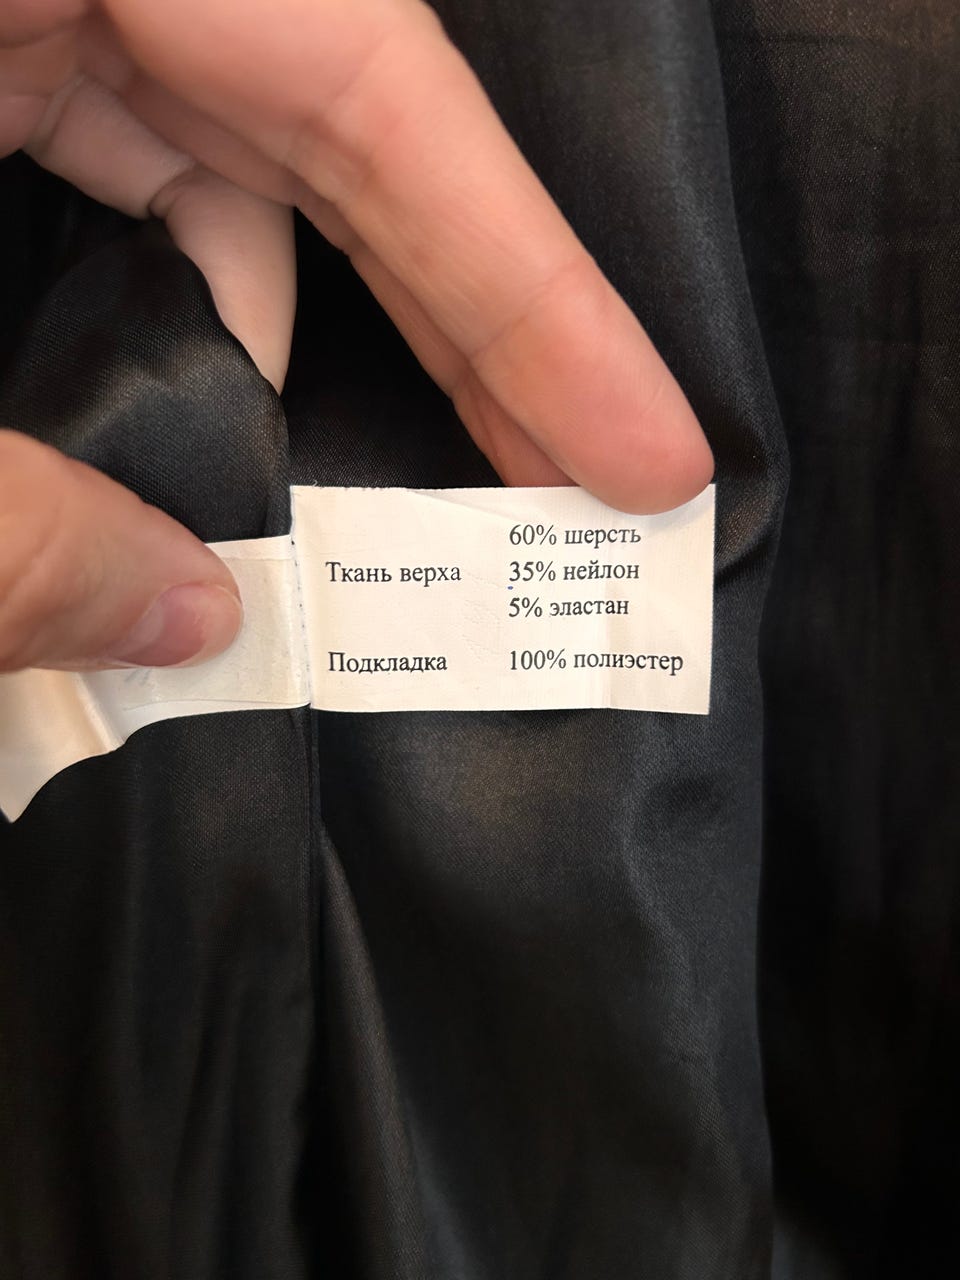 60% шерсть
Ткань верха 35% нейлон
5% эластан
Подкладка 100% полиэстер